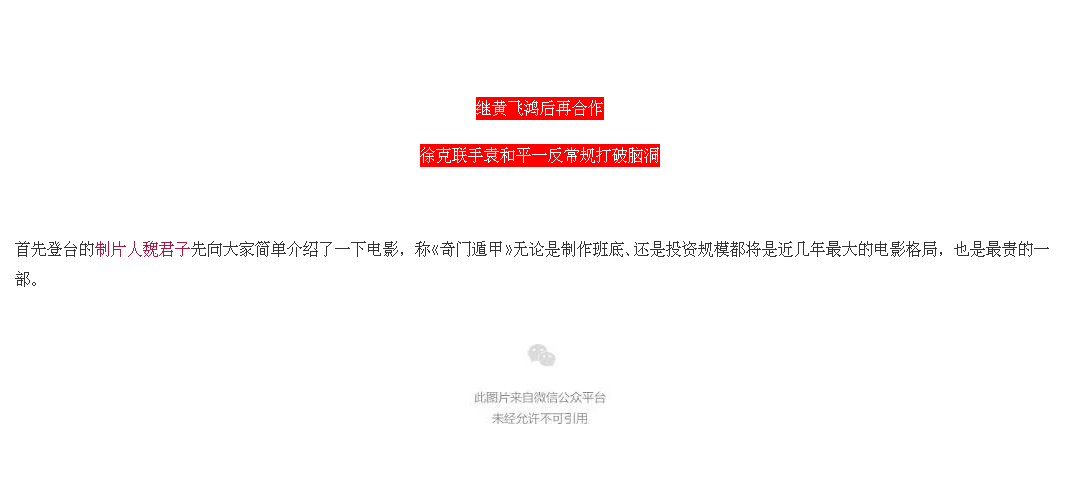 继黄飞鸿后再合作
徐克联手袁和平一反常规打破脑洞
首先登台的制片人魏君子先向大家简单介绍了一下电影，称《奇门遁甲》无论是制作班底、还是投资规模都将是近几年最大的电影格局，也是最贵的一
部。
此图片来自微信公众平台
未经允许不可引用